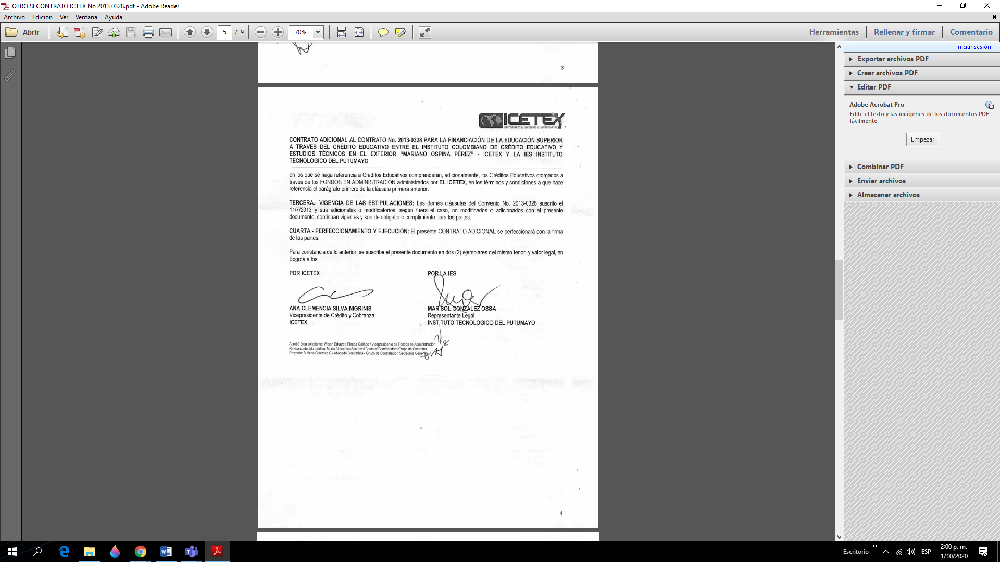 OTRO SI CONTRATO ICTEX No 2013 0328.pdf - Adobe Reader
Archivo Edición Ver Ventana Ayuda
Abrir 5 / 9 70% Herramientas Rellenar y firmar Comentario
Iniciar sesión
Exportar archivos PDF
Crear archivos PDF
Editar PDF
Adobe Acrobat Pro
Edite el texto y las imágenes de los documentos PDF
fácilmente
Empezar
Combinar PDF
Enviar archivos
Almacenar archivos
3
ICETEX
Invertimos en el talento de los colombianos
CONTRATO ADICIONAL AL CONTRATO No. 2013-0328 PARA LA FINANCIACIÓN DE LA EDUCACIÓN SUPERIOR
A TRAVES DEL CRÉDITO EDUCATIVO ENTRE EL INSTITUTO COLOMBIANO DE CRÉDITO EDUCATIVO Y
ESTUDIOS TÉCNICOS EN EL EXTERIOR “MARIANO OSPINA PÉREZ” - ICETEX Y LA IES INSTITUTO
TECNOLOGICO DEL PUTUMAYO
en los que se haga referencia a Créditos Educativos comprenderán, adicionalmente, los Créditos Educativos otorgados a
través de los FONDOS EN ADMINISTRACIÓN administrados por EL ICETEX, en los términos y condiciones a que hace
referencia el parágrafo primero de la cláusula primera anterior.
TERCERA.- VIGENCIA DE LAS ESTIPULACIONES: Las demás cláusulas del Convenio No. 2013-0328 suscrito el
11/7/2013 y sus adicionales o modificatorios, según fuera el caso, no modificados o adicionados con el presente
documento, continúan vigentes y son de obligatorio cumplimiento para las partes.
CUARTA.- PERFECCIONAMIENTO Y EJECUCIÓN: El presente CONTRATO ADICIONAL se perfeccionará con la firma
de las partes.
Para constancia de lo anterior, se suscribe el presente documento en dos (2) ejemplares del mismo tenor y valor legal, en
Bogotá a los
POR ICETEX
ANA CLEMENCIA SILVA NIGRINIS
Vicepresidente de Crédito y Cobranza
ICETEX
POR LA IES
MARISOL GONZALEZ OSSA
Representante Legal
INSTITUTO TECNOLOGICO DEL PUTUMAYO
Aprobó área solicitante: Wilson Eduardo Pineda Galindo / Vicepresidente de Fondos en Administración
Revisó contenido jurídico: Maria Alexandra Sandoval Concha/ Coordinadora Grupo de Contratos
Proyecto: Bibiana Carrasco C./ Abogado Contratista - Grupo de Contratación Secretaría General
4
Escritorio
ESP
2:00 p. m.
1/10/2020